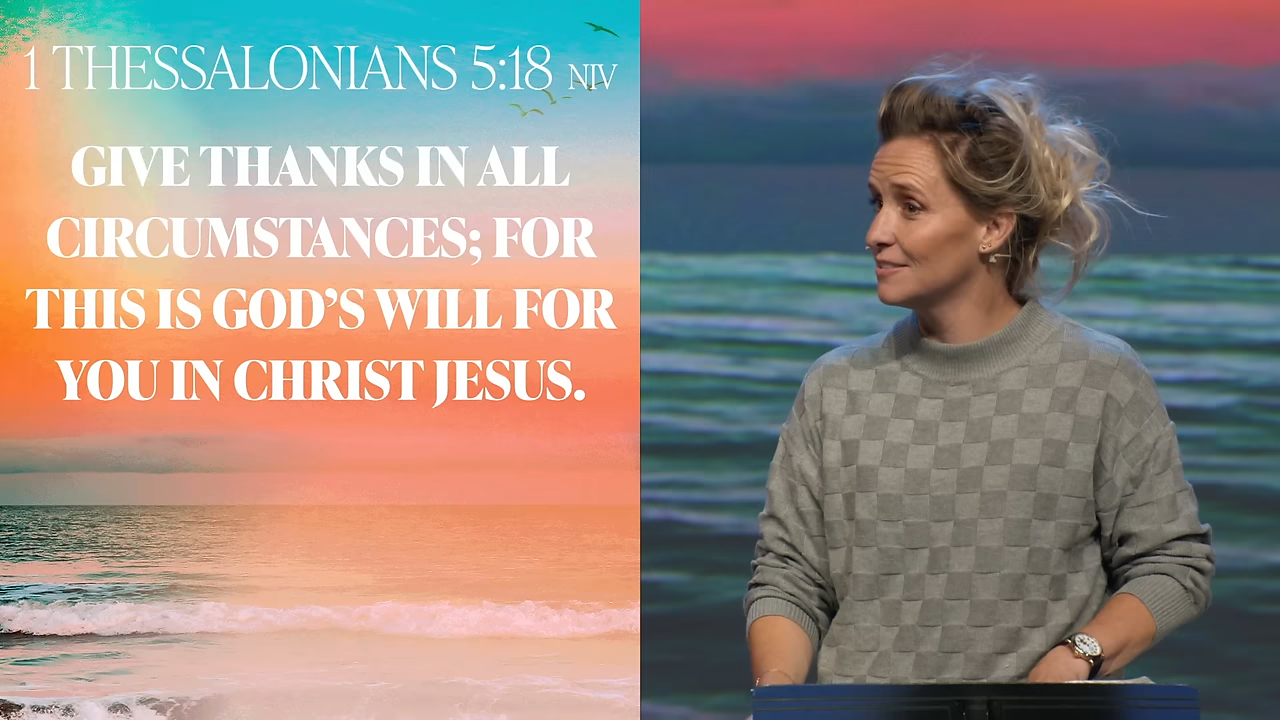 1 THESSALONIANS 5:18 NIV
GIVE THANKS IN ALL
CIRCUMSTANCES; FOR
THIS IS GOD’S WILL FOR
YOU IN CHRIST JESUS.